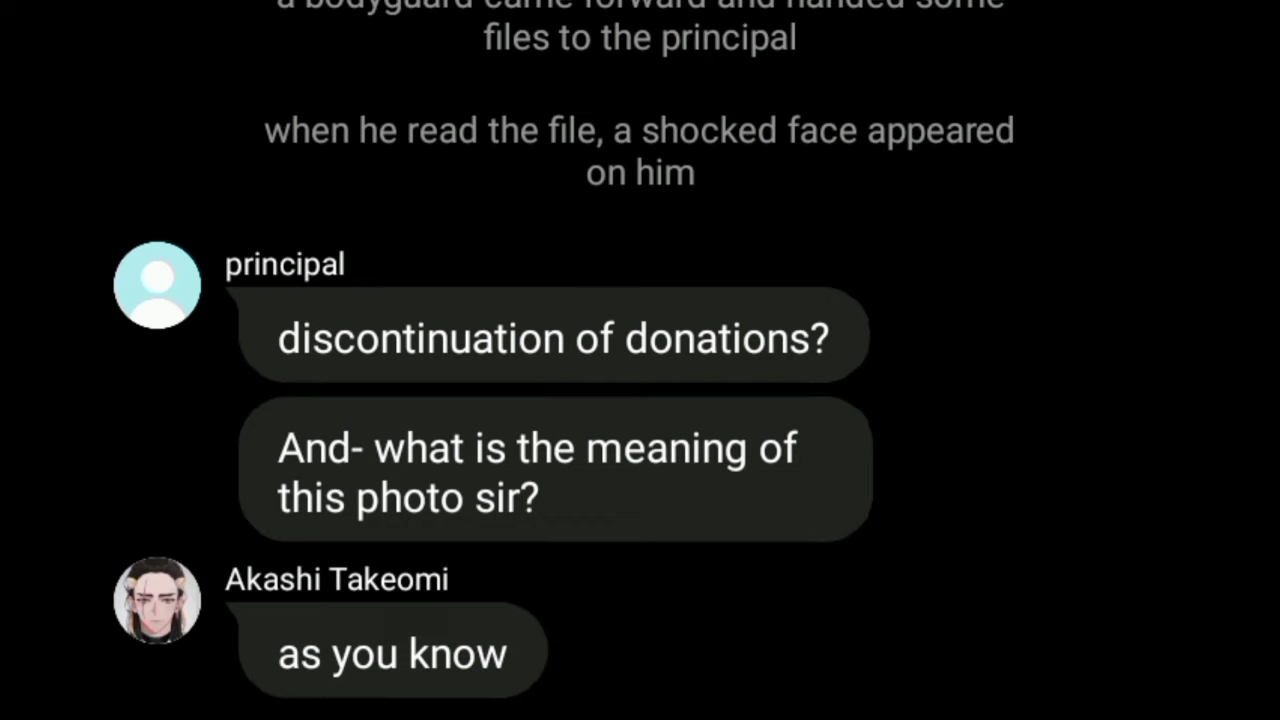 a bodyguard came forward and handed some
files to the principal
when he read the file, a shocked face appeared
on him
principal
discontinuation of donations?
And- what is the meaning of
this photo sir?
Akashi Takeomi
as you know